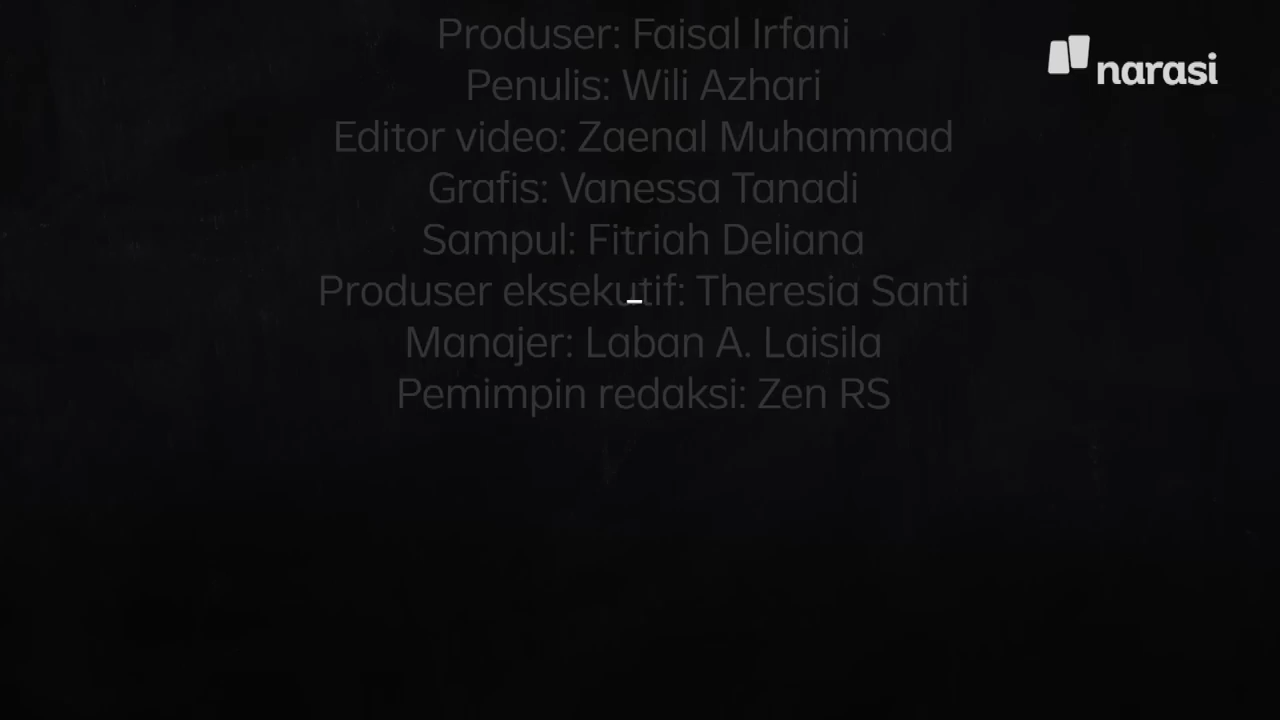 Produser: Faisal Irfani
narasi
Penulis: Wili Azhari
Editor video: Zaenal Muhammad
Grafis: Vanessa Tanadi
Sampul: Fitriah Deliana
Produser eksekutif: Theresia Santi
Manajer: Laban A. Laisila
Pemimpin redaksi: Zen RS